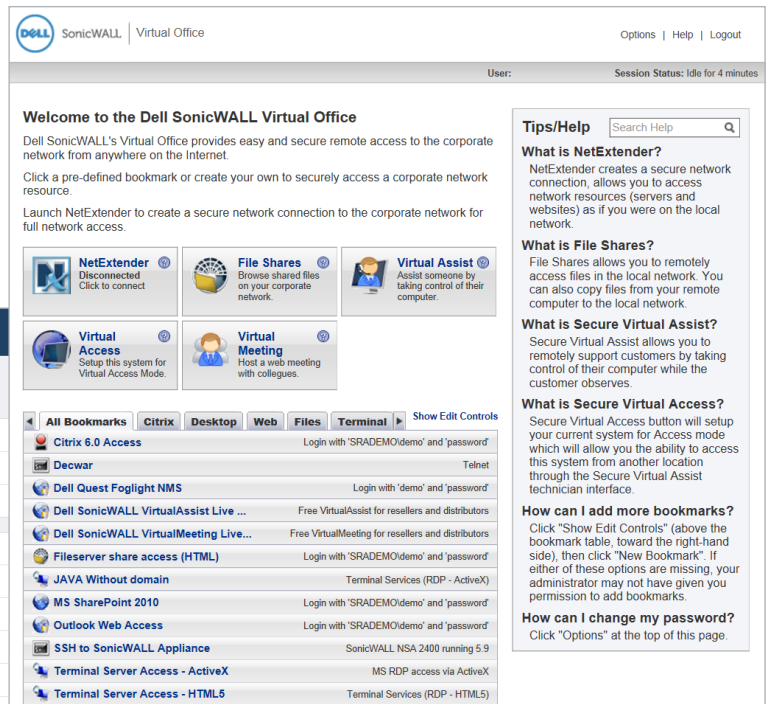 DELL SonicWALL | Virtual Office
Options | Help | Logout
User:
Session Status: Idle for 4 minutes
Welcome to the Dell SonicWALL Virtual Office
Dell SonicWALL's Virtual Office provides easy and secure remote access to the corporate
network from anywhere on the Internet.
Click a pre-defined bookmark or create your own to securely access a corporate network
resource.
Launch NetExtender to create a secure network connection to the corporate network for
full network access.
NetExtender
Disconnected
Click to connect
File Shares
Browse shared files
on your corporate
network.
Virtual Assist
Assist someone by
taking control of their
computer.
Virtual
Access
Setup this system for
Virtual Access Mode.
Virtual
Meeting
Host a web meeting
with collegues.
All Bookmarks Citrix Desktop Web Files Terminal Show Edit Controls
Citrix 6.0 Access Login with 'SRADEMO\demo' and 'password'
Decwar Telnet
Dell Quest Foglight NMS Login with 'demo' and 'password'
Dell SonicWALL VirtualAssist Live ... Free VirtualAssist for resellers and distributors
Dell SonicWALL VirtualMeeting Live... Free VirtualMeeting for resellers and distributors
Fileserver share access (HTML) Login with 'SRADEMO\demo' and 'password'
JAVA Without domain Terminal Services (RDP - ActiveX)
MS SharePoint 2010 Login with 'SRADEMO\demo' and 'password'
Outlook Web Access Login with 'SRADEMO\demo' and 'password'
SSH to SonicWALL Appliance SonicWALL NSA 2400 running 5.9
Terminal Server Access - ActiveX MS RDP access via ActiveX
Terminal Server Access - HTML5 Terminal Services (RDP - HTML5)
Tips/Help
Search Help
What is NetExtender?
NetExtender creates a secure network
connection, allows you to access
network resources (servers and
websites) as if you were on the local
network.
What is File Shares?
File Shares allows you to remotely
access files in the local network. You
can also copy files from your remote
computer to the local network.
What is Secure Virtual Assist?
Secure Virtual Assist allows you to
remotely support customers by taking
control of their computer while the
customer observes.
What is Secure Virtual Access?
Secure Virtual Access button will setup
your current system for Access mode
which will allow you the ability to access
this system from another location
through the Secure Virtual Assist
technician interface.
How can I add more bookmarks?
Click "Show Edit Controls" (above the
bookmark table, toward the right-hand
side), then click "New Bookmark". If
either of these options are missing, your
administrator may not have given you
permission to add bookmarks.
How can I change my password?
Click "Options" at the top of this page.